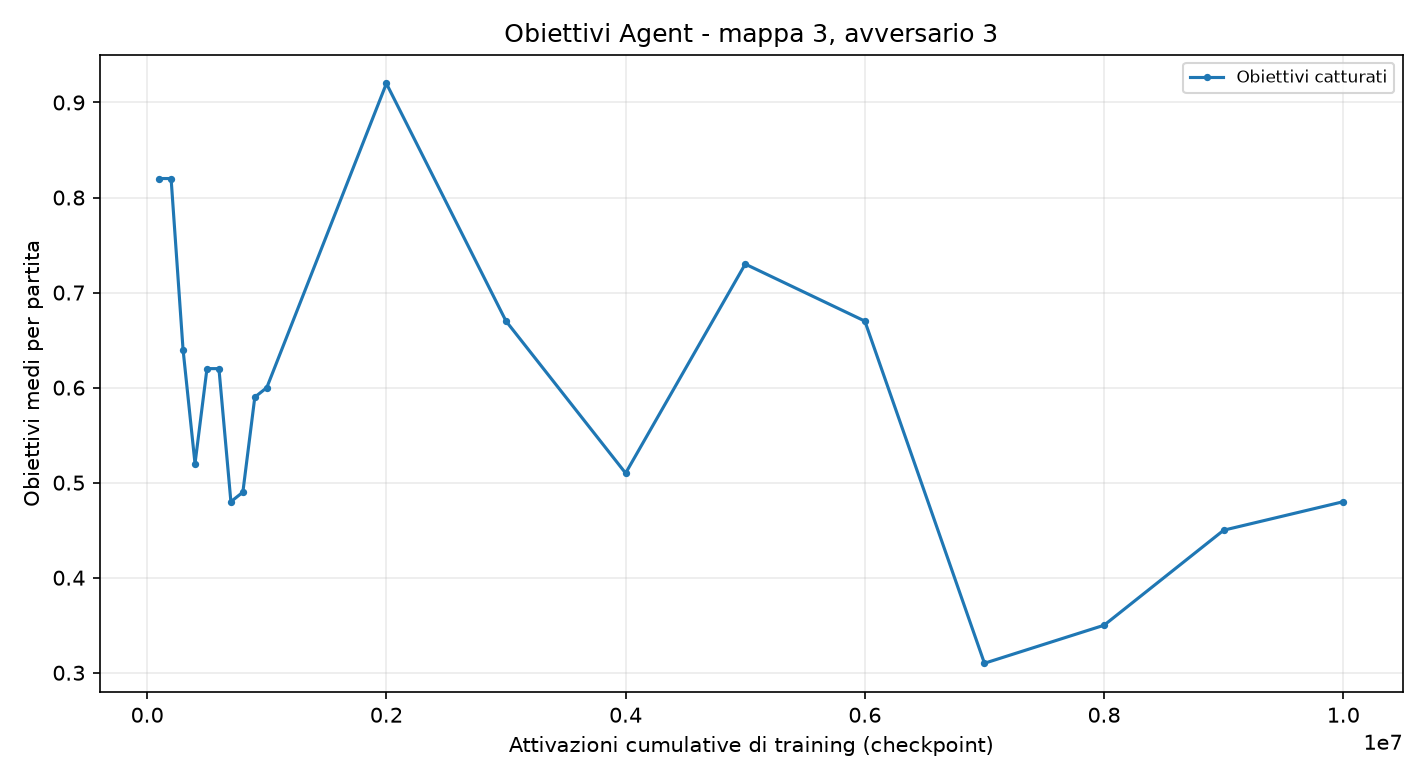 Obiettivi Agent - mappa 3, avversario 3
Obiettivi catturati
Obiettivi medi per partita
0.9
0.8
0.7
0.6
0.5
0.4
0.3
0.0 0.2 0.4 0.6 0.8 1.0
1e7
Attivazioni cumulative di training (checkpoint)